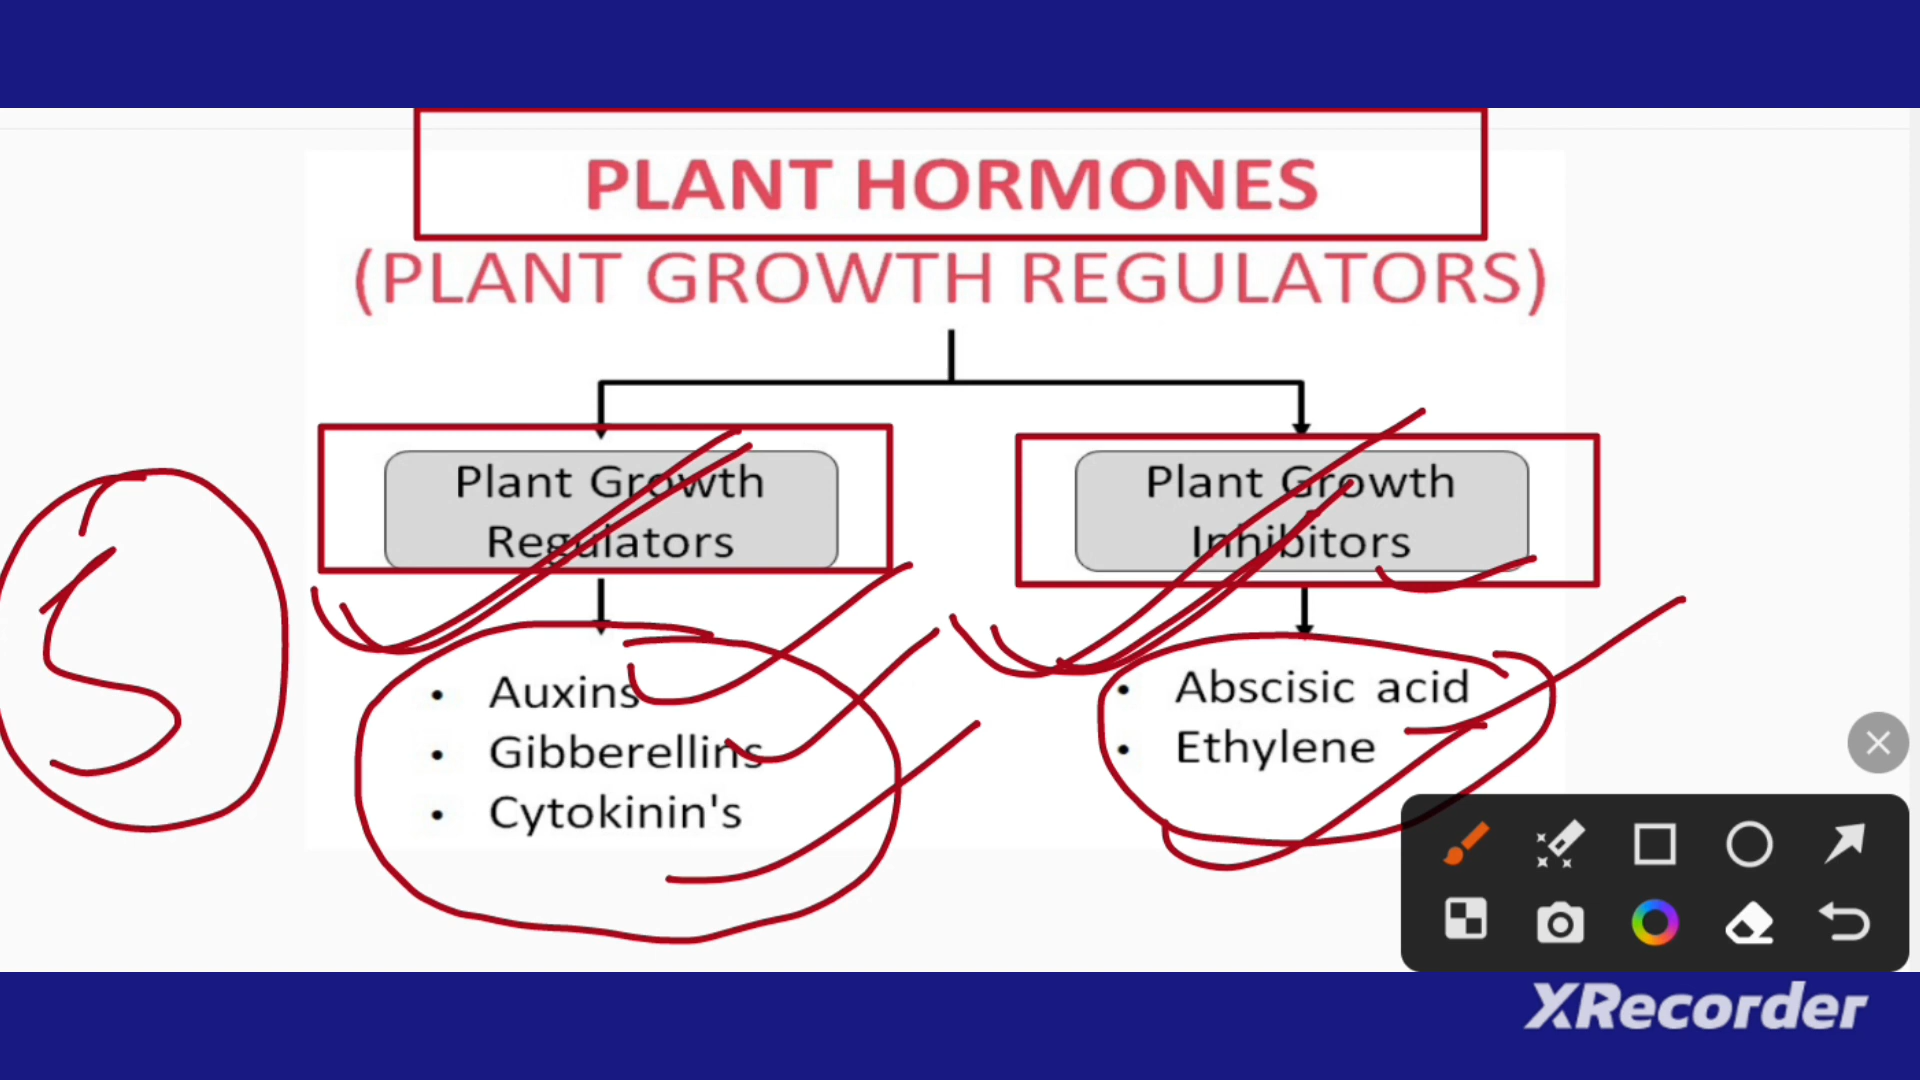 PLANT HORMONES
(PLANT GROWTH REGULATORS)
Plant Growth
Regulators
Plant Growth
Inhibitors
5
• Auxins
• Gibberellins
• Cytokinin's
• Abscisic acid
• Ethylene
XRecorder